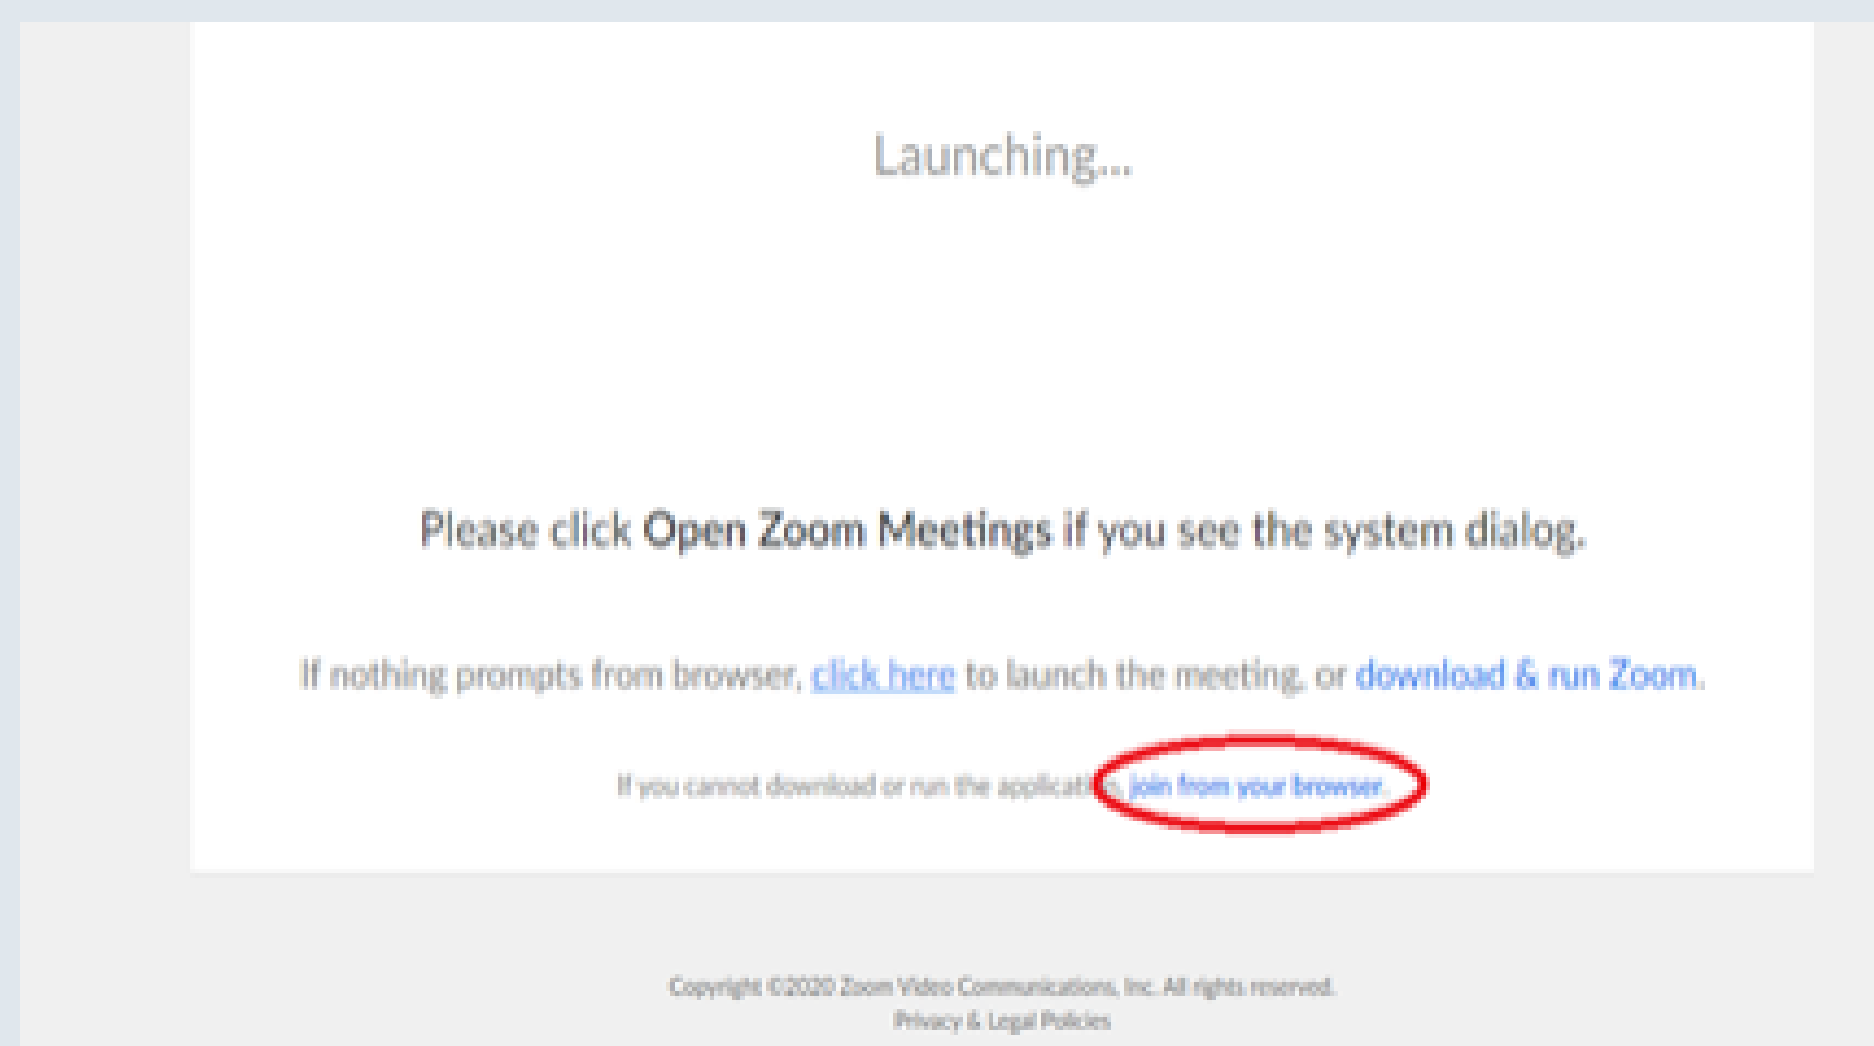 Launching...
Please click Open Zoom Meetings if you see the system dialog.
If nothing prompts from browser, click here to launch the meeting, or download & run Zoom.
If you cannot download or run the application, join from your browser.
Copyright ©2020 Zoom Video Communications, Inc. All rights reserved.
Privacy & Legal Policies